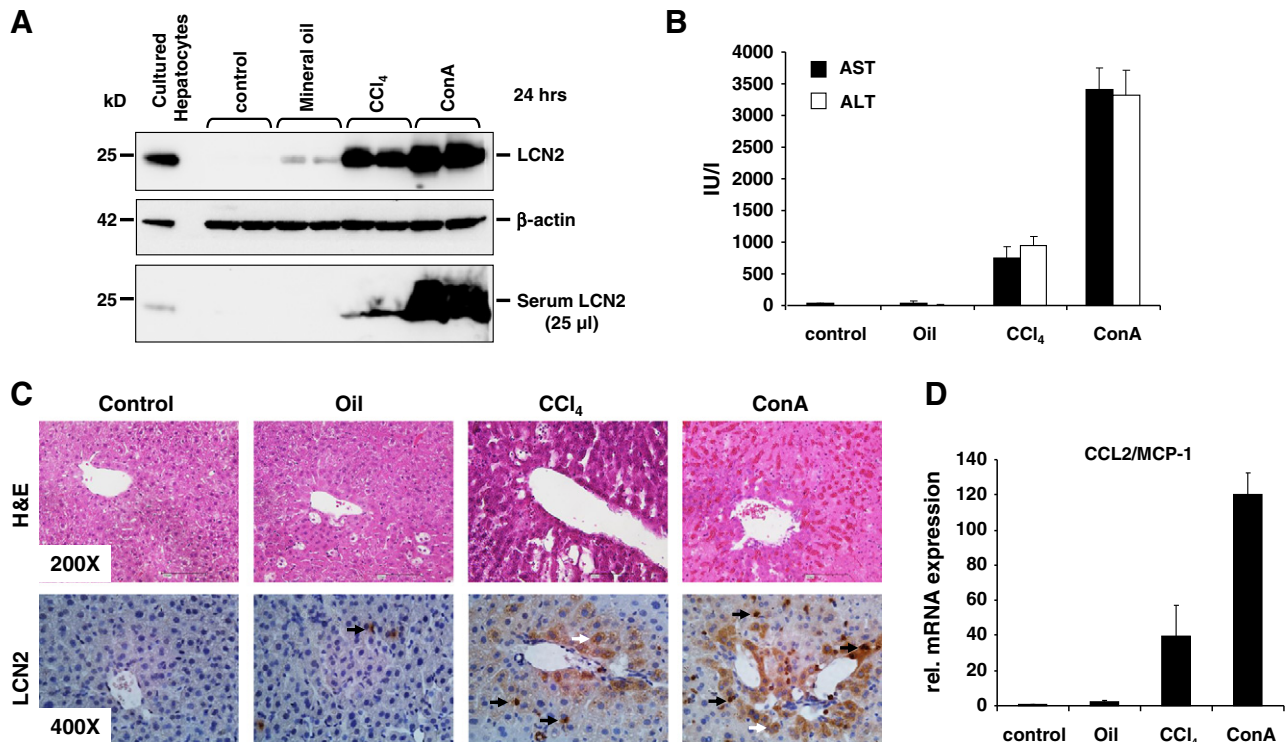 A
kD
Cultured
Hepatocytes
control
Mineral oil
CCl₄
ConA
24 hrs
25
LCN2
42
β-actin
25
Serum LCN2
(25 µl)
B
IU/l
4000
3500
3000
2500
2000
1500
1000
500
0
AST
ALT
control
Oil
CCl₄
ConA
C
Control
Oil
CCl₄
ConA
H&E
200X
LCN2
400X
D
CCL2/MCP-1
rel. mRNA expression
140
120
100
80
60
40
20
0
control
Oil
CCl₄
ConA